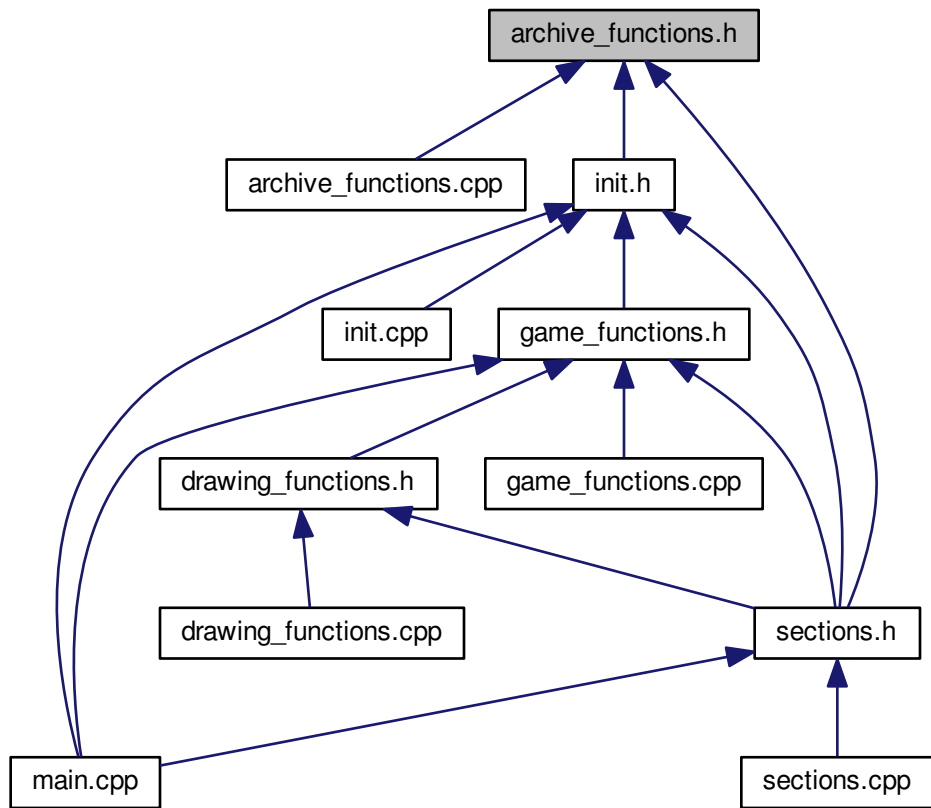 archive_functions.h
archive_functions.cpp
init.h
init.cpp
game_functions.h
drawing_functions.h
game_functions.cpp
drawing_functions.cpp
sections.h
main.cpp
sections.cpp